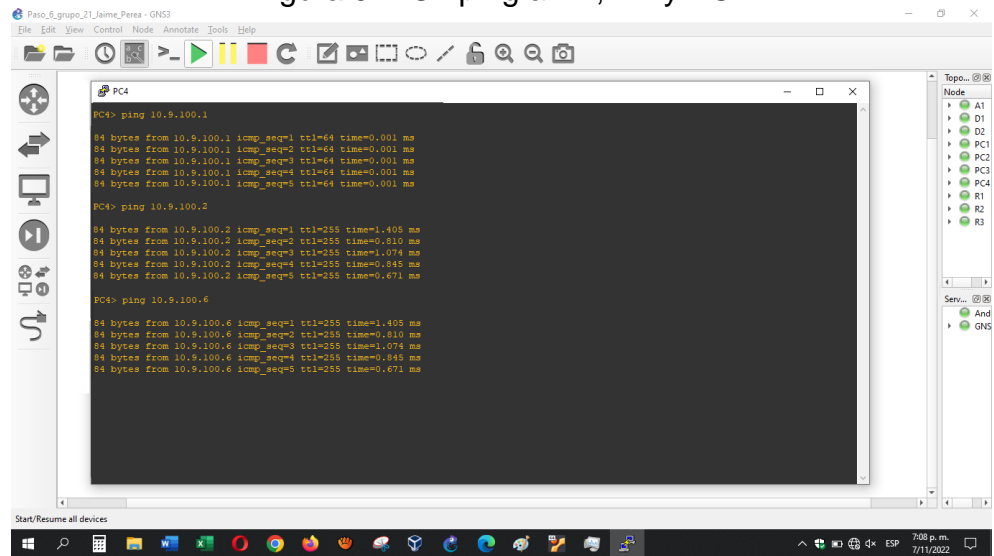 Paso_6_grupo_21_Jaime_Perea - GNS3
File Edit View Control Node Annotate Tools Help
PC4
PC4> ping 10.9.100.1
84 bytes from 10.9.100.1 icmp_seq=1 ttl=64 time=0.001 ms
84 bytes from 10.9.100.1 icmp_seq=2 ttl=64 time=0.001 ms
84 bytes from 10.9.100.1 icmp_seq=3 ttl=64 time=0.001 ms
84 bytes from 10.9.100.1 icmp_seq=4 ttl=64 time=0.001 ms
84 bytes from 10.9.100.1 icmp_seq=5 ttl=64 time=0.001 ms
PC4> ping 10.9.100.2
84 bytes from 10.9.100.2 icmp_seq=1 ttl=255 time=1.405 ms
84 bytes from 10.9.100.2 icmp_seq=2 ttl=255 time=0.810 ms
84 bytes from 10.9.100.2 icmp_seq=3 ttl=255 time=1.074 ms
84 bytes from 10.9.100.2 icmp_seq=4 ttl=255 time=0.845 ms
84 bytes from 10.9.100.2 icmp_seq=5 ttl=255 time=0.671 ms
PC4> ping 10.9.100.6
84 bytes from 10.9.100.6 icmp_seq=1 ttl=255 time=1.405 ms
84 bytes from 10.9.100.6 icmp_seq=2 ttl=255 time=0.810 ms
84 bytes from 10.9.100.6 icmp_seq=3 ttl=255 time=1.074 ms
84 bytes from 10.9.100.6 icmp_seq=4 ttl=255 time=0.845 ms
84 bytes from 10.9.100.6 icmp_seq=5 ttl=255 time=0.671 ms
Topo...
Node
A1
D1
D2
PC1
PC2
PC3
PC4
R1
R2
R3
Serv...
And
GNS
Start/Resume all devices
ESP
7:08 p. m.
7/11/2022